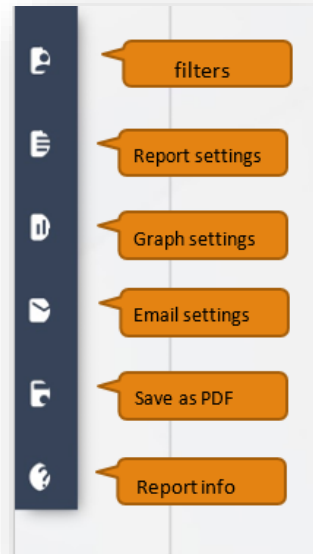 filters
Report settings
Graph settings
Email settings
Save as PDF
Report info